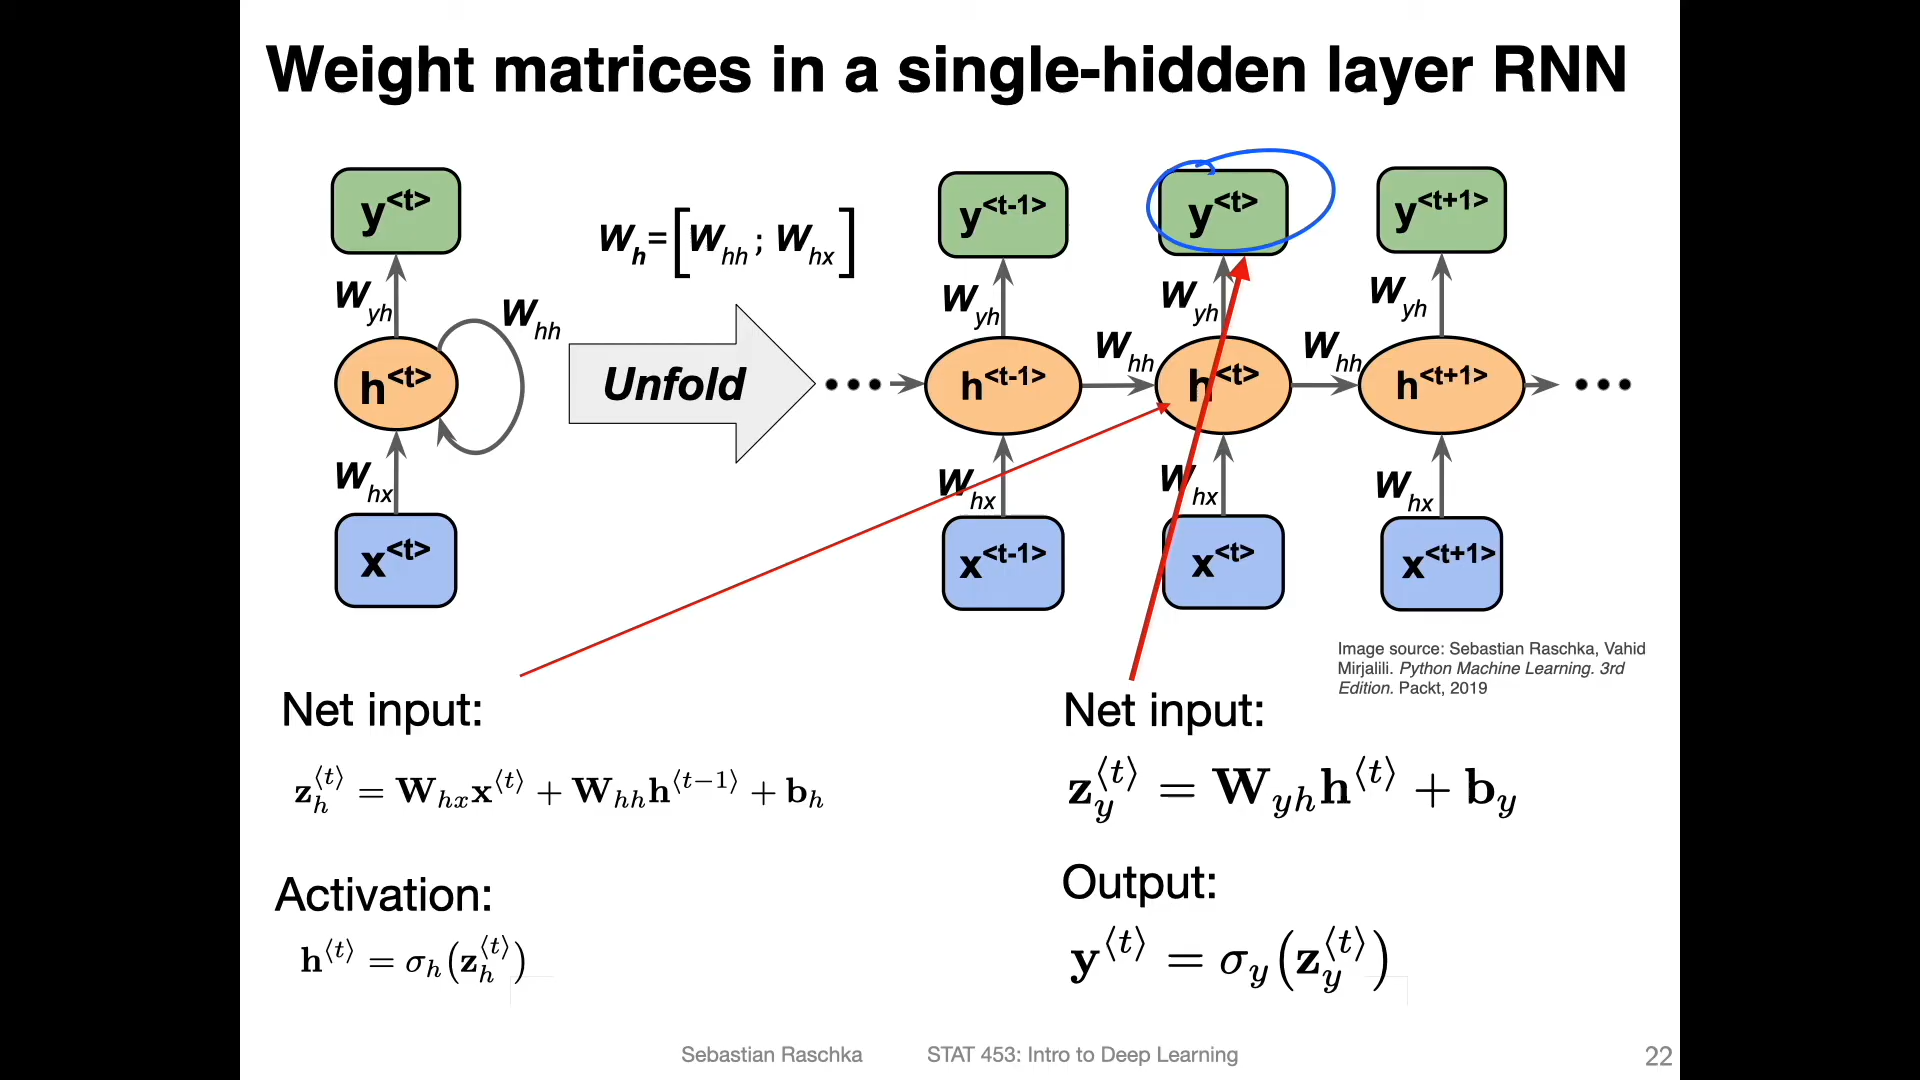 Weight matrices in a single-hidden layer RNN
y<t>
W_yh
W_hh
h<t>
W_hx
x<t>
W_h=[W_hh ; W_hx]
Unfold
y<t-1>
y<t>
y<t+1>
W_yh
W_yh
W_yh
W_hh
W_hh
h<t-1>
h<t>
h<t+1>
W_hx
W_hx
W_hx
x<t-1>
x<t>
x<t+1>
Image source: Sebastian Raschka, Vahid
Mirjalili. Python Machine Learning. 3rd
Edition. Packt, 2019
Net input:
z_h^⟨t⟩ = W_hx x^⟨t⟩ + W_hh h^⟨t−1⟩ + b_h
Activation:
h^⟨t⟩ = σ_h(z_h^⟨t⟩)
Net input:
z_y^⟨t⟩ = W_yh h^⟨t⟩ + b_y
Output:
y^⟨t⟩ = σ_y(z_y^⟨t⟩)
Sebastian Raschka STAT 453: Intro to Deep Learning 22